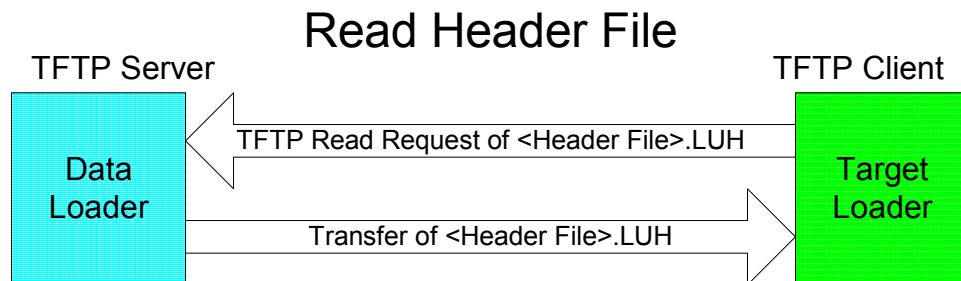 Read Header File
TFTP Server
TFTP Client
TFTP Read Request of <Header File>.LUH
Data
Loader
Target
Loader
Transfer of <Header File>.LUH